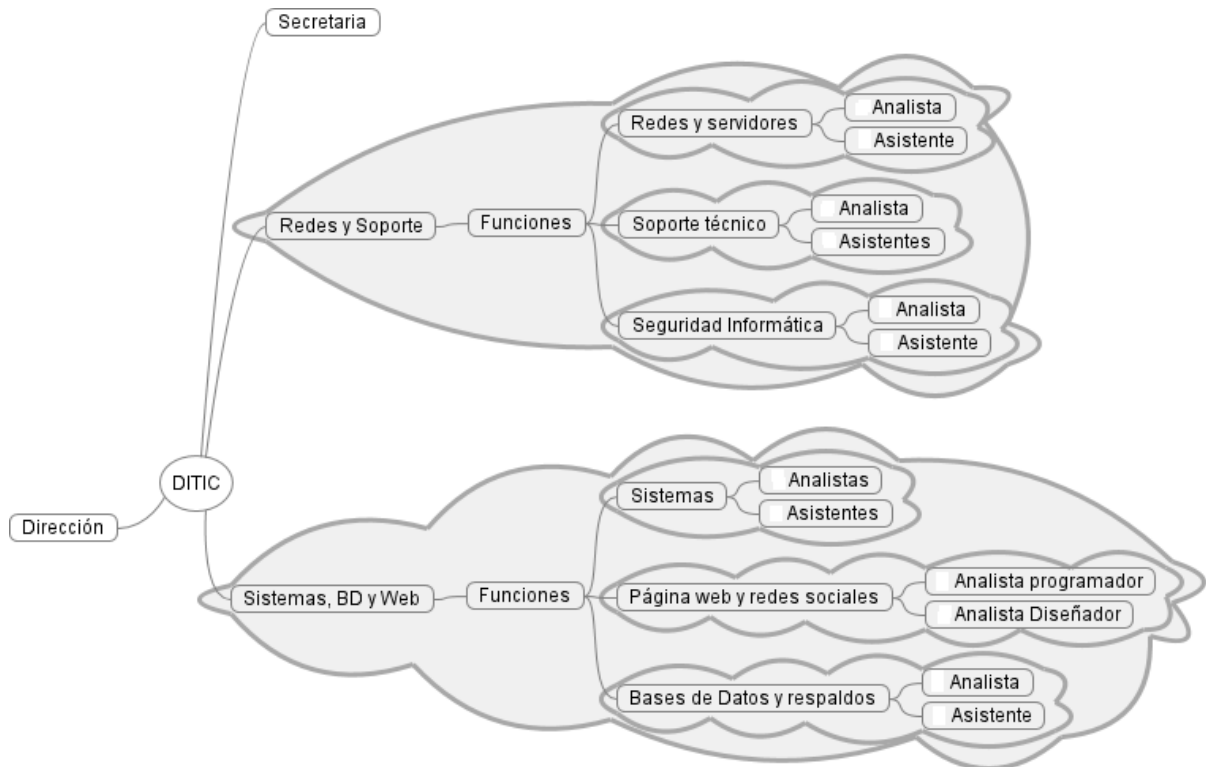 Secretaria
Redes y servidores
Analista
Asistente
Redes y Soporte
Funciones
Soporte técnico
Analista
Asistentes
Seguridad Informática
Analista
Asistente
DITIC
Dirección
Sistemas, BD y Web
Funciones
Sistemas
Analistas
Asistentes
Página web y redes sociales
Analista programador
Analista Diseñador
Bases de Datos y respaldos
Analista
Asistente